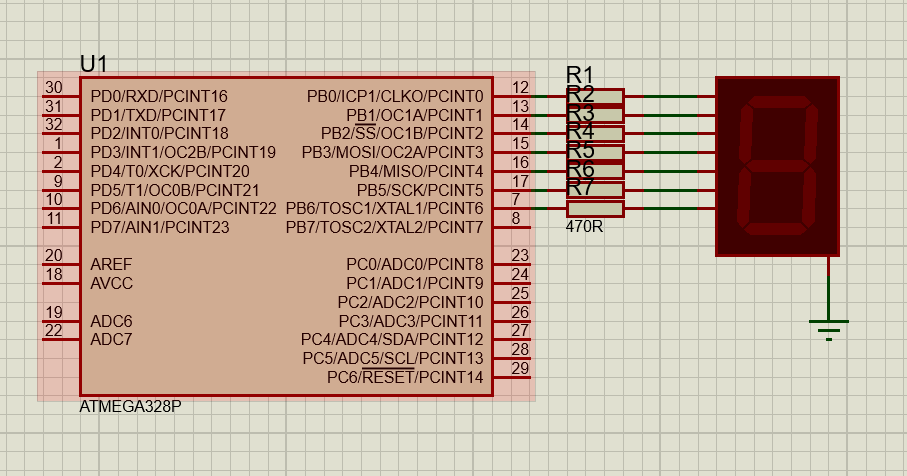 U1
30 PD0/RXD/PCINT16 PB0/ICP1/CLKO/PCINT0 12
31 PD1/TXD/PCINT17 PB1/OC1A/PCINT1 13
32 PD2/INT0/PCINT18 PB2/SS/OC1B/PCINT2 14
1 PD3/INT1/OC2B/PCINT19 PB3/MOSI/OC2A/PCINT3 15
2 PD4/T0/XCK/PCINT20 PB4/MISO/PCINT4 16
9 PD5/T1/OC0B/PCINT21 PB5/SCK/PCINT5 17
10 PD6/AIN0/OC0A/PCINT22 PB6/TOSC1/XTAL1/PCINT6 7
11 PD7/AIN1/PCINT23 PB7/TOSC2/XTAL2/PCINT7 8
20 AREF PC0/ADC0/PCINT8 23
18 AVCC PC1/ADC1/PCINT9 24
PC2/ADC2/PCINT10 25
19 ADC6 PC3/ADC3/PCINT11 26
22 ADC7 PC4/ADC4/SDA/PCINT12 27
PC5/ADC5/SCL/PCINT13 28
PC6/RESET/PCINT14 29
ATMEGA328P
R1
R2
R3
R4
R5
R6
R7
470R